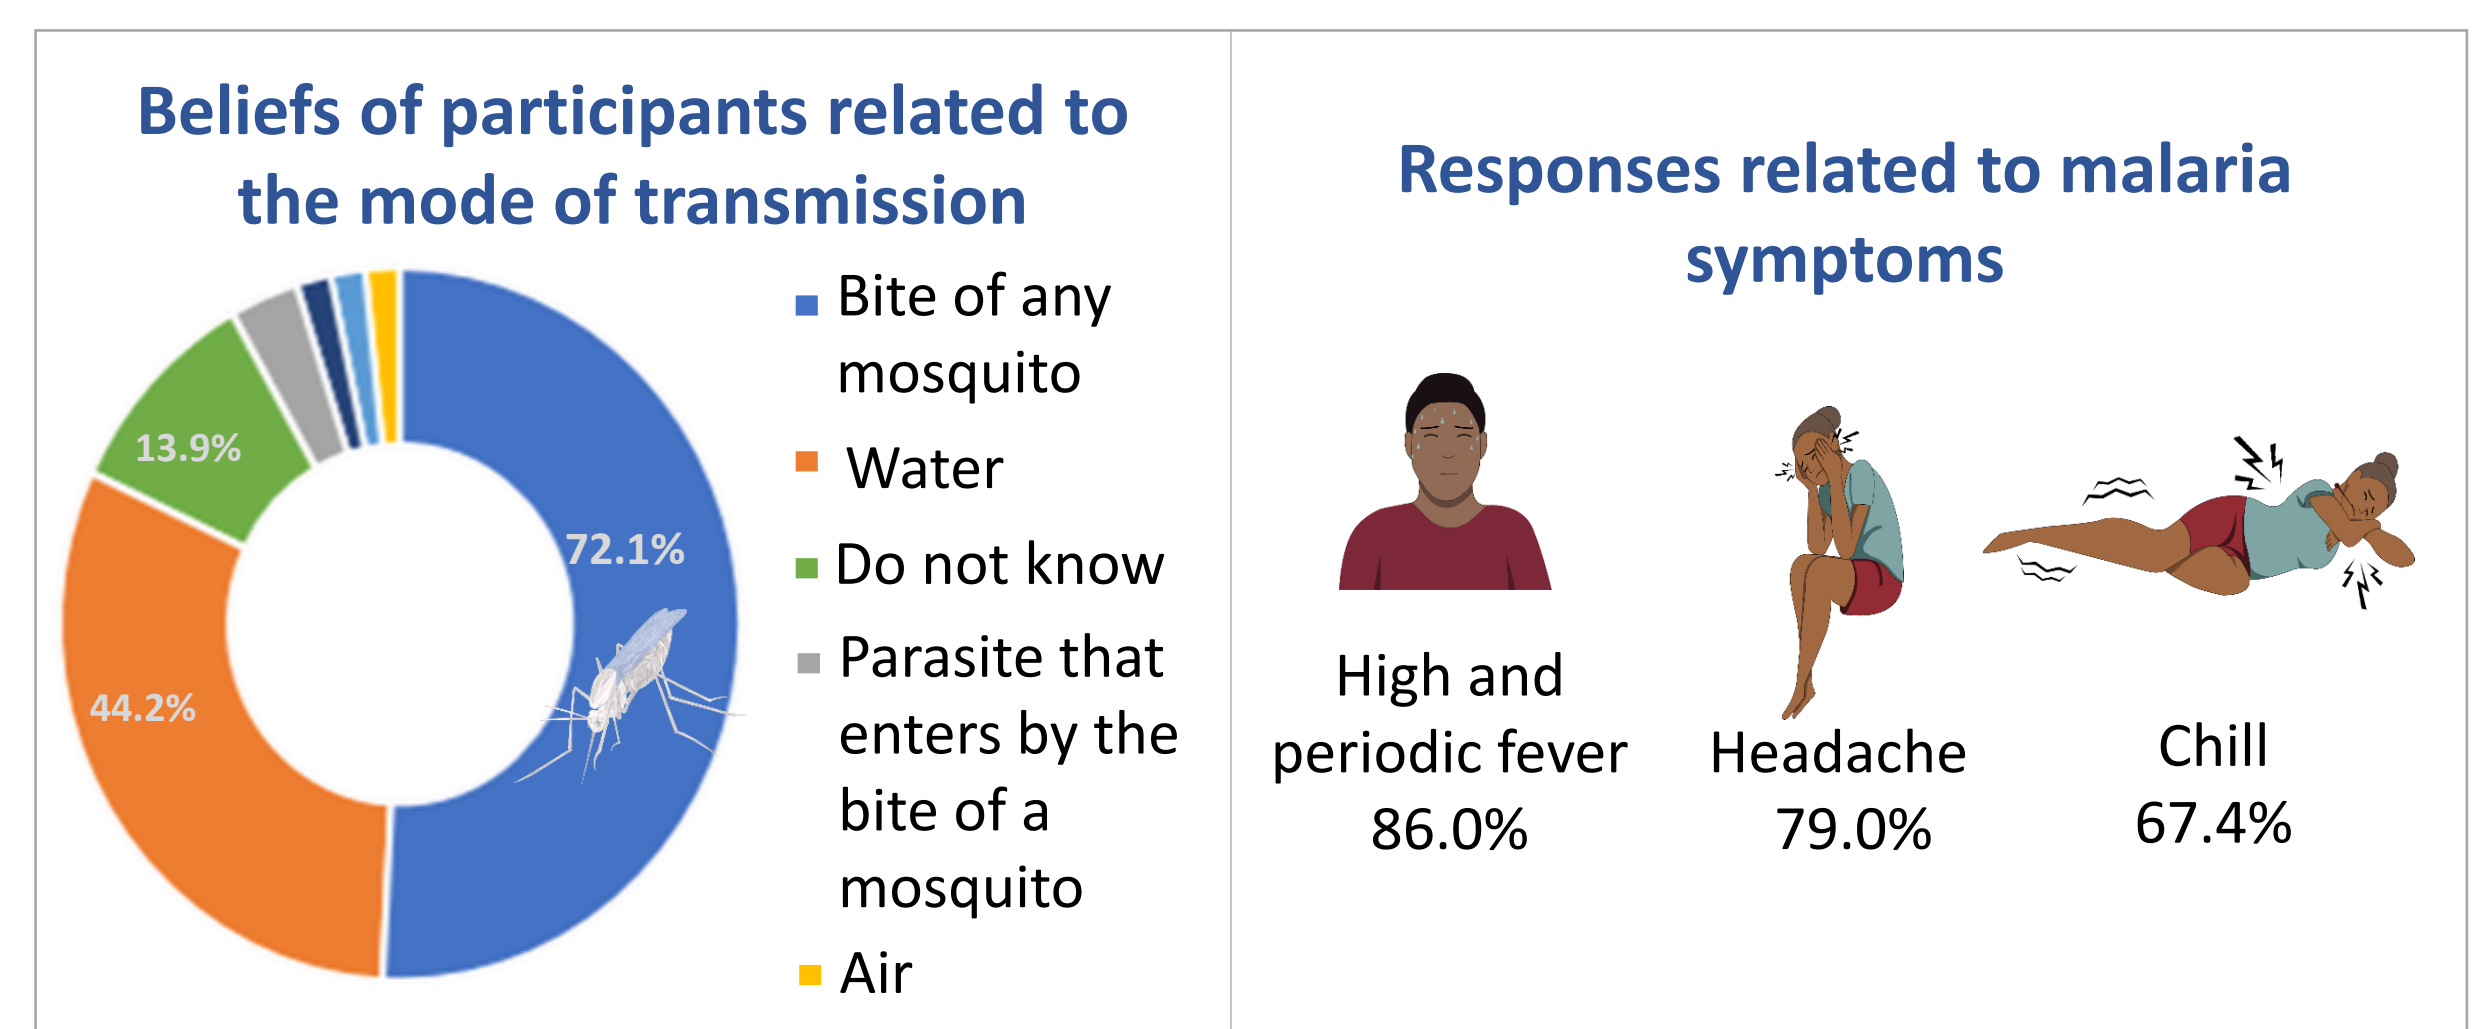 Beliefs of participants related to
the mode of transmission
13.9%
72.1%
44.2%
Bite of any
mosquito
Water
Do not know
Parasite that
enters by the
bite of a
mosquito
Air
Responses related to malaria
symptoms
High and
periodic fever
86.0%
Headache
79.0%
Chill
67.4%